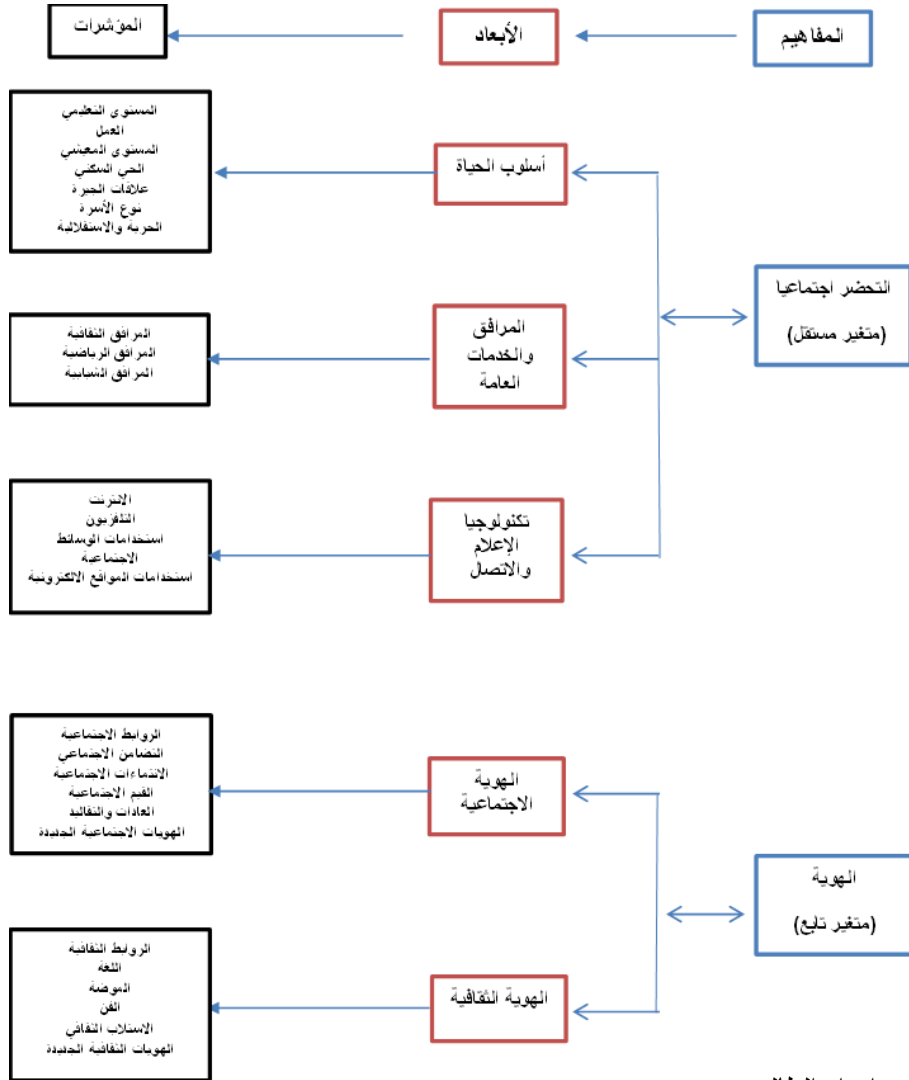 المفاهيم
الأبعاد
المؤشرات
التحضر اجتماعيا
(متغير مستقل)
أسلوب الحياة
المستوى التعليمي
العمل
المستوى المعيشي
الحي السكني
علاقات الجيرة
نوع الأسرة
الحرية والاستقلالية
المرافق
والخدمات
العامة
المرافق الثقافية
المرافق الرياضية
المرافق الشبابية
تكنولوجيا
الإعلام
والاتصال
الانترنت
التلفزيون
استخدامات الوسائط
الاجتماعية
استخدامات المواقع الالكترونية
الهوية
(متغير تابع)
الهوية
الاجتماعية
الروابط الاجتماعية
التضامن الاجتماعي
الانتماءات الاجتماعية
القيم الاجتماعية
العادات والتقاليد
الهويات الاجتماعية الجديدة
الهوية الثقافية
الروابط الثقافية
اللغة
الموضة
الفن
الاستلاب الثقافي
الهويات الثقافية الجديدة